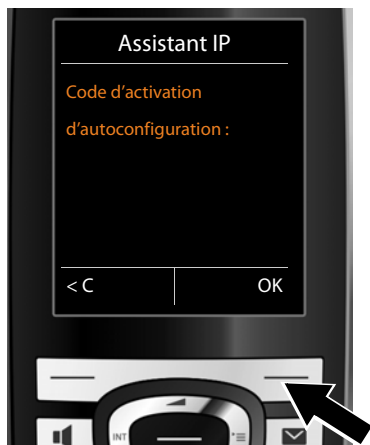 Assistant IP
Code d'activation
d'autoconfiguration :
< C OK
INT